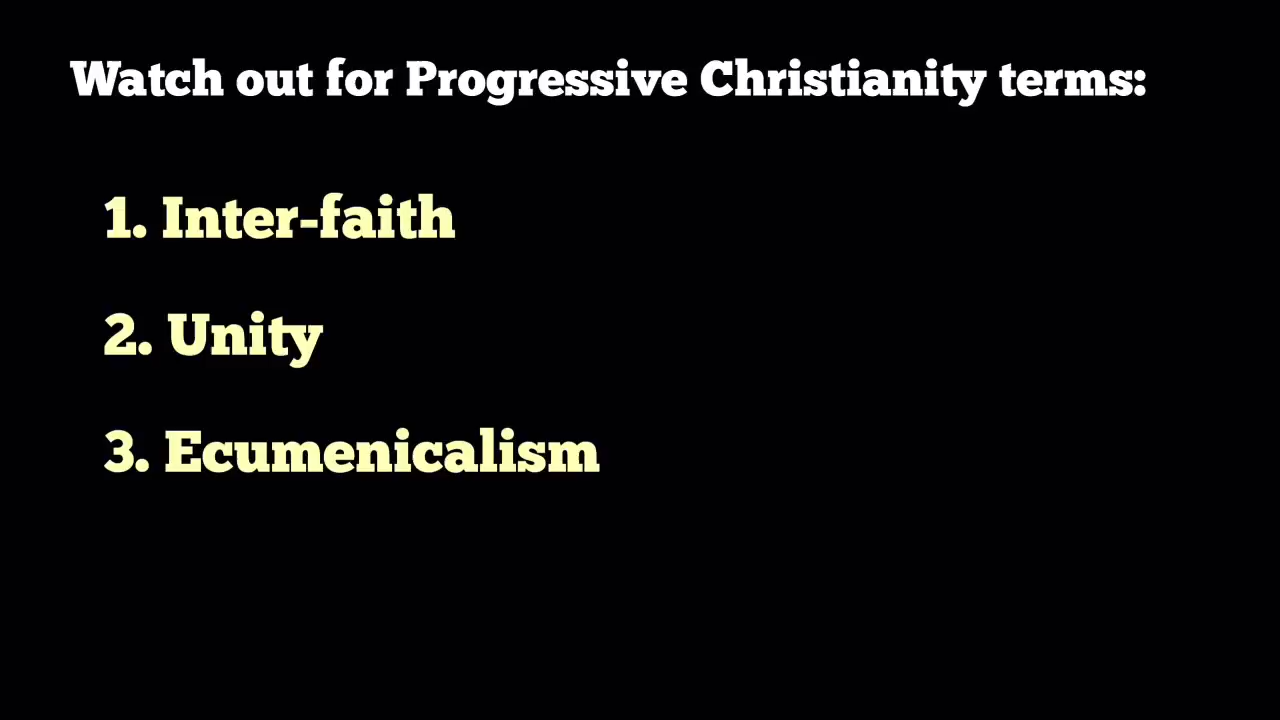 Watch out for Progressive Christianity terms:
1. Inter-faith
2. Unity
3. Ecumenicalism